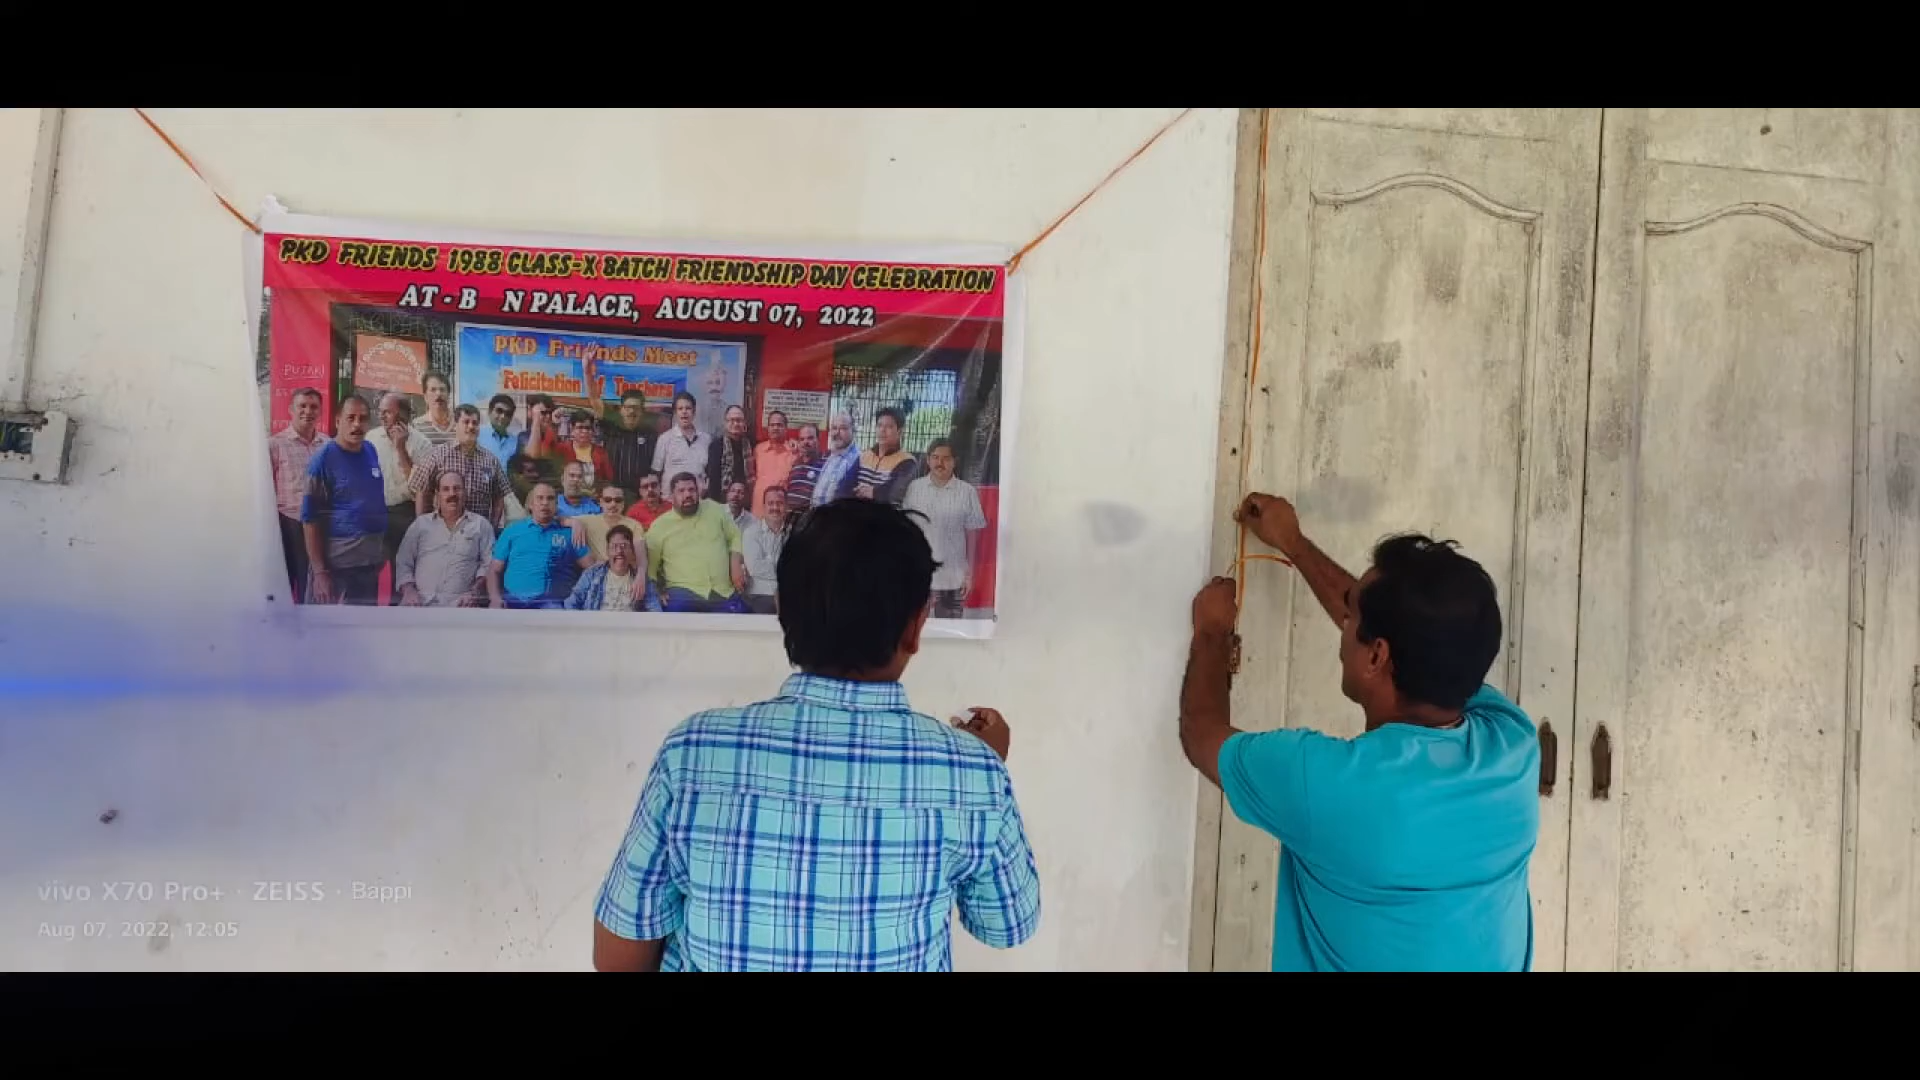 PKD FRIENDS 1988 CLASS-X BATCH FRIENDSHIP DAY CELEBRATION
AT - B N PALACE, AUGUST 07, 2022
PKD Friends Meet
Felicitation of Teachers
PUJARI
vivo X70 Pro+ · ZEISS · Bappi
Aug 07, 2022, 12:05